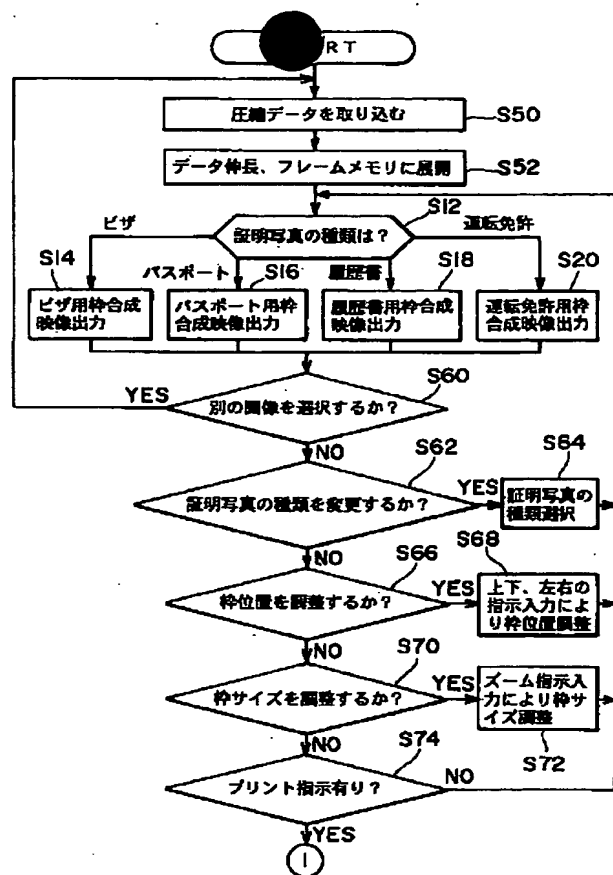 RT
圧縮データを取り込む
S50
データ伸長、フレームメモリに展開
S52
S12
証明写真の種類は?
ビザ
運転免許
パスポート
履歴書
S14
S16
S18
S20
ビザ用枠合成
映像出力
パスポート用枠
合成映像出力
履歴書用枠合成
映像出力
運転免許用枠
合成映像出力
S60
YES
別の画像を選択するか?
NO
S62
S64
証明写真の種類を変更するか?
YES
証明写真の
種類選択
NO
S66
S68
枠位置を調整するか?
YES
上下、左右の
指示入力によ
り枠位置調整
NO
S70
枠サイズを調整するか?
YES
ズーム指示入
力により枠サ
イズ調整
S72
NO
S74
プリント指示有り?
NO
YES
1